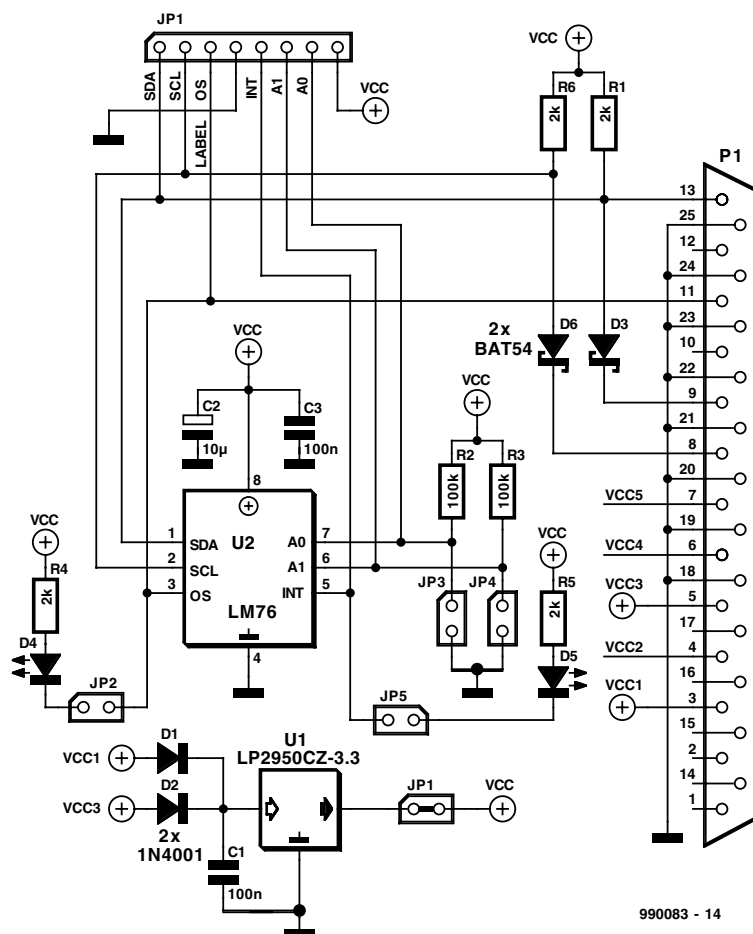 JP1
SDA
SCL
OS
INT
A1
A0
LABEL
VCC
VCC
R6
2k
R1
2k
P1
13
25
12
24
11
23
10
22
9
21
8
20
7
19
6
18
5
17
4
16
3
15
2
14
1
VCC5
VCC4
VCC3
VCC2
VCC1
2x
BAT54
D6
D3
VCC
C2
10µ
C3
100n
VCC
R2
100k
R3
100k
8
1
SDA
2
SCL
3
OS
U2
LM76
A0
7
A1
6
INT
5
4
VCC
R4
2k
D4
JP2
JP3
JP4
VCC
R5
2k
D5
JP5
VCC1
D1
VCC3
D2
2x
1N4001
C1
100n
U1
LP2950CZ-3.3
JP1
VCC
990083 - 14